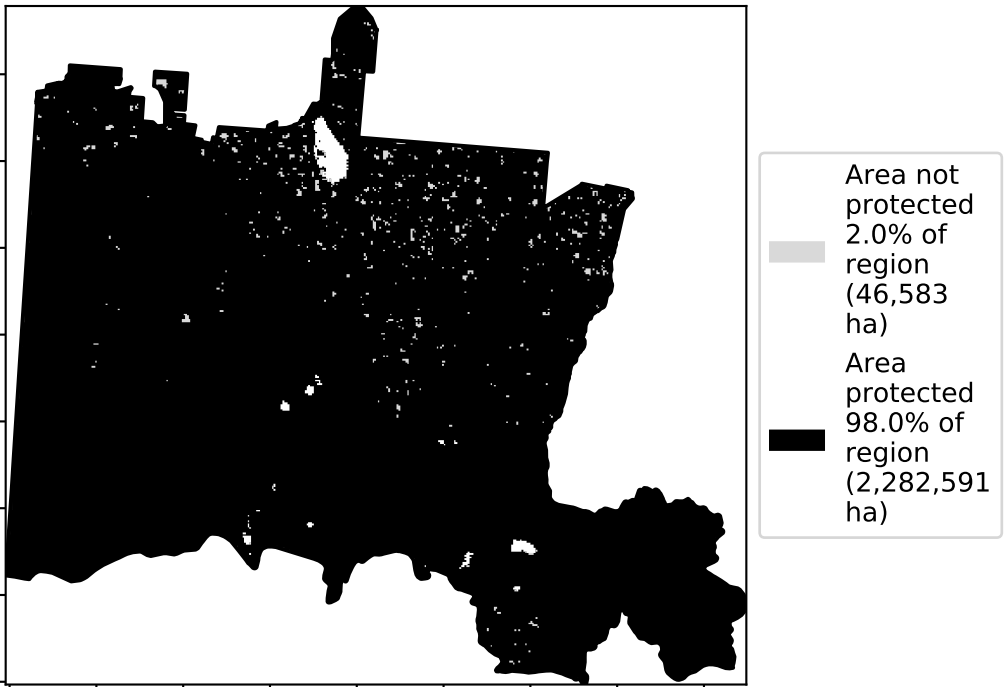 Area not
protected
2.0% of
region
(46,583
ha)
Area
protected
98.0% of
region
(2,282,591
ha)